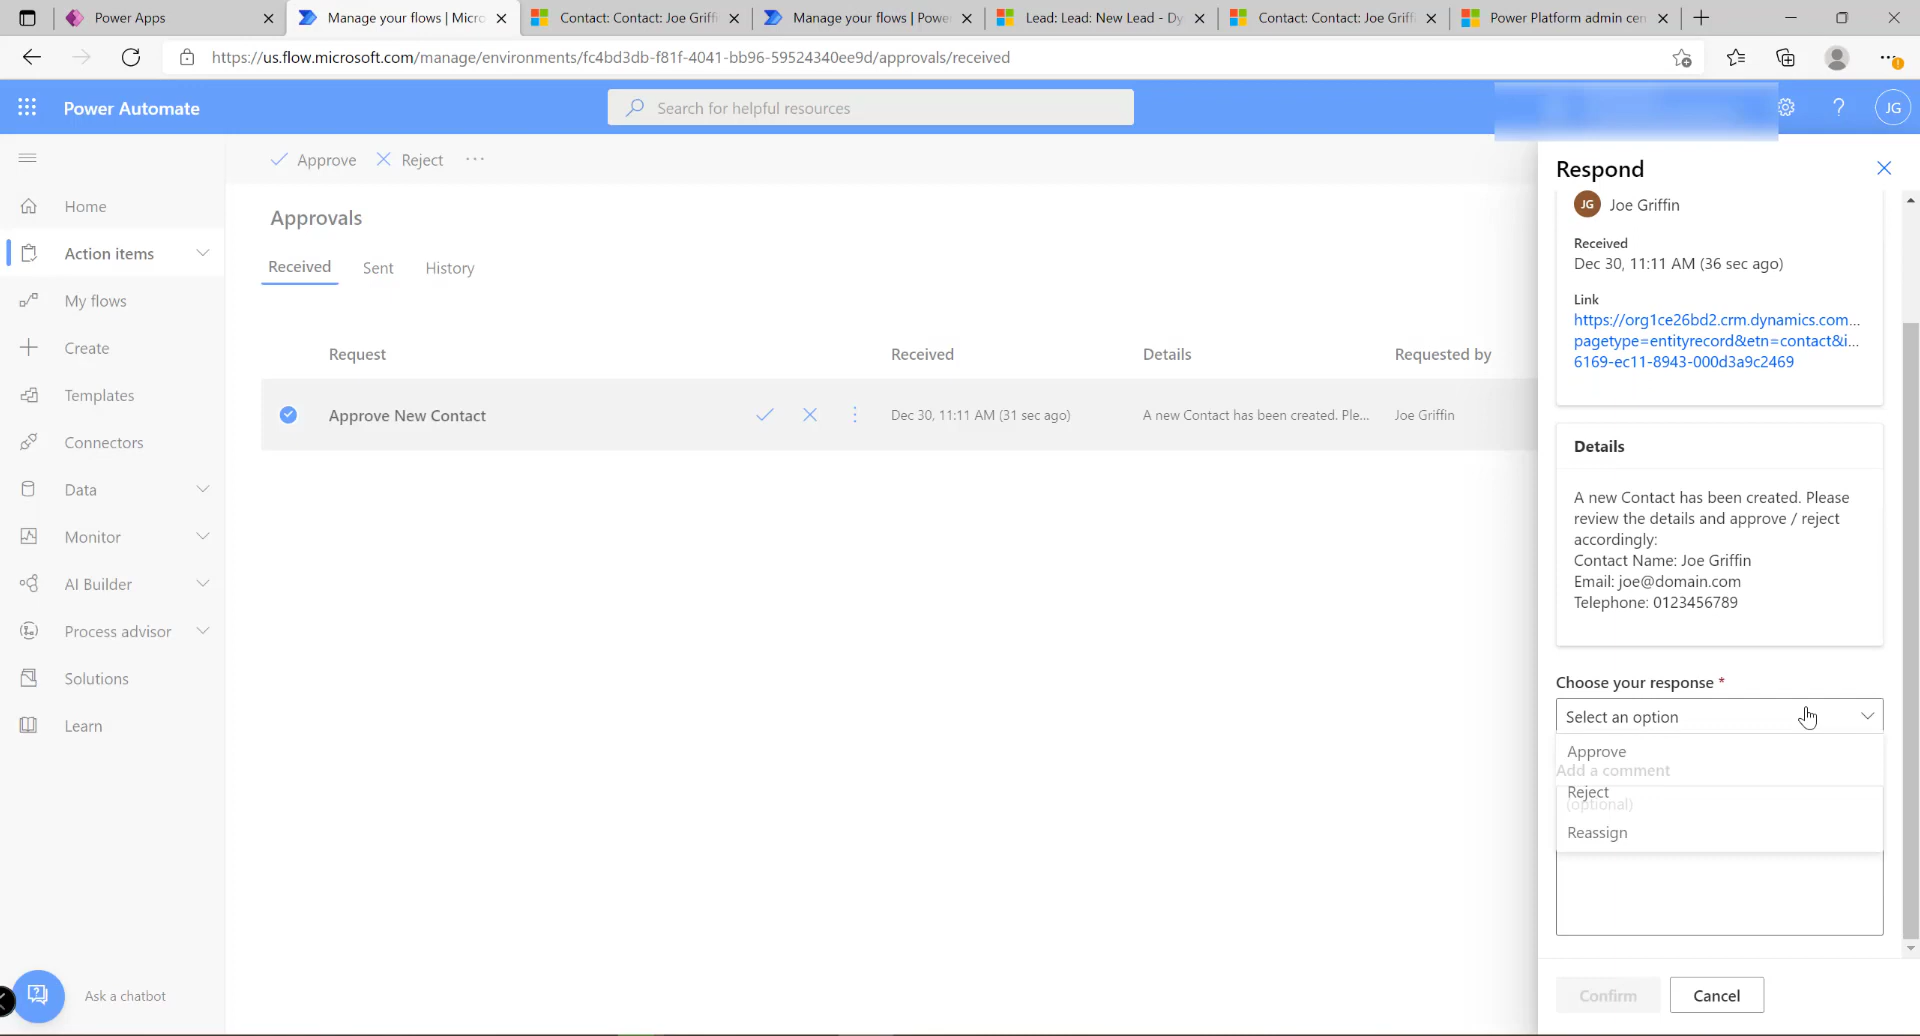 Power Apps
Manage your flows | Micro
Contact: Contact: Joe Griff
Manage your flows | Powe
Lead: Lead: New Lead - Dy
Contact: Contact: Joe Griff
Power Platform admin cen
https://us.flow.microsoft.com/manage/environments/fc4bd3db-f81f-4041-bb96-59524340ee9d/approvals/received
Power Automate
Search for helpful resources
JG
Home
Action items
My flows
Create
Templates
Connectors
Data
Monitor
AI Builder
Process advisor
Solutions
Learn
Ask a chatbot
Approve
Reject
Approvals
Received
Sent
History
Request
Received
Details
Requested by
Approve New Contact
Dec 30, 11:11 AM (31 sec ago)
A new Contact has been created. Ple...
Joe Griffin
Respond
JG
Joe Griffin
Received
Dec 30, 11:11 AM (36 sec ago)
Link
https://org1ce26bd2.crm.dynamics.com...
pagetype=entityrecord&etn=contact&i...
6169-ec11-8943-000d3a9c2469
Details
A new Contact has been created. Please
review the details and approve / reject
accordingly:
Contact Name: Joe Griffin
Email: joe@domain.com
Telephone: 0123456789
Choose your response *
Select an option
Approve
Add a comment
Reject
(optional)
Reassign
Confirm
Cancel